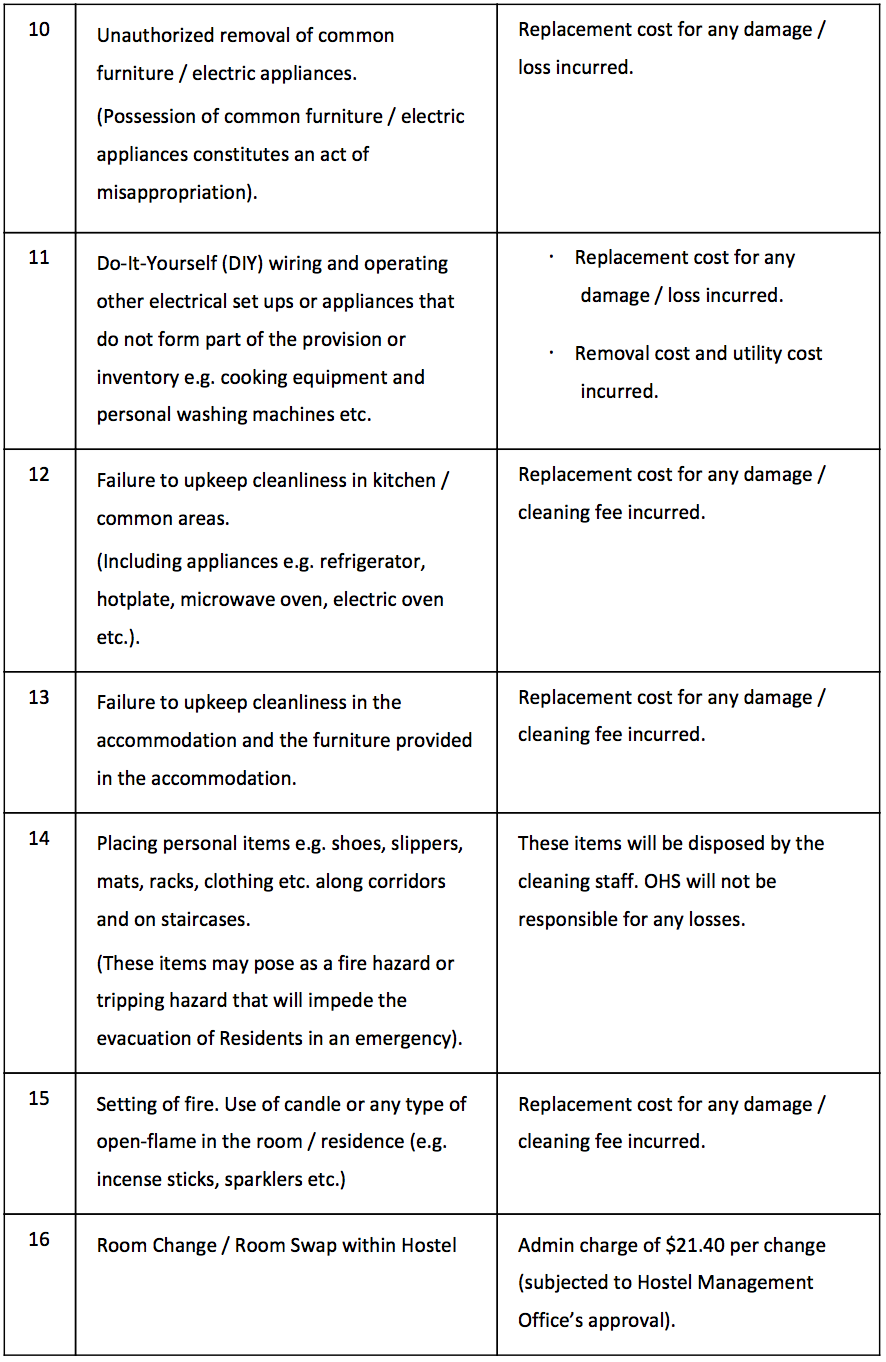 10
Unauthorized removal of common
furniture / electric appliances.
(Possession of common furniture / electric
appliances constitutes an act of
misappropriation).
Replacement cost for any damage /
loss incurred.
11
Do-It-Yourself (DIY) wiring and operating
other electrical set ups or appliances that
do not form part of the provision or
inventory e.g. cooking equipment and
personal washing machines etc.
· Replacement cost for any
damage / loss incurred.
· Removal cost and utility cost
incurred.
12
Failure to upkeep cleanliness in kitchen /
common areas.
(Including appliances e.g. refrigerator,
hotplate, microwave oven, electric oven
etc.).
Replacement cost for any damage /
cleaning fee incurred.
13
Failure to upkeep cleanliness in the
accommodation and the furniture provided
in the accommodation.
Replacement cost for any damage /
cleaning fee incurred.
14
Placing personal items e.g. shoes, slippers,
mats, racks, clothing etc. along corridors
and on staircases.
(These items may pose as a fire hazard or
tripping hazard that will impede the
evacuation of Residents in an emergency).
These items will be disposed by the
cleaning staff. OHS will not be
responsible for any losses.
15
Setting of fire. Use of candle or any type of
open-flame in the room / residence (e.g.
incense sticks, sparklers etc.)
Replacement cost for any damage /
cleaning fee incurred.
16
Room Change / Room Swap within Hostel
Admin charge of $21.40 per change
(subjected to Hostel Management
Office's approval).